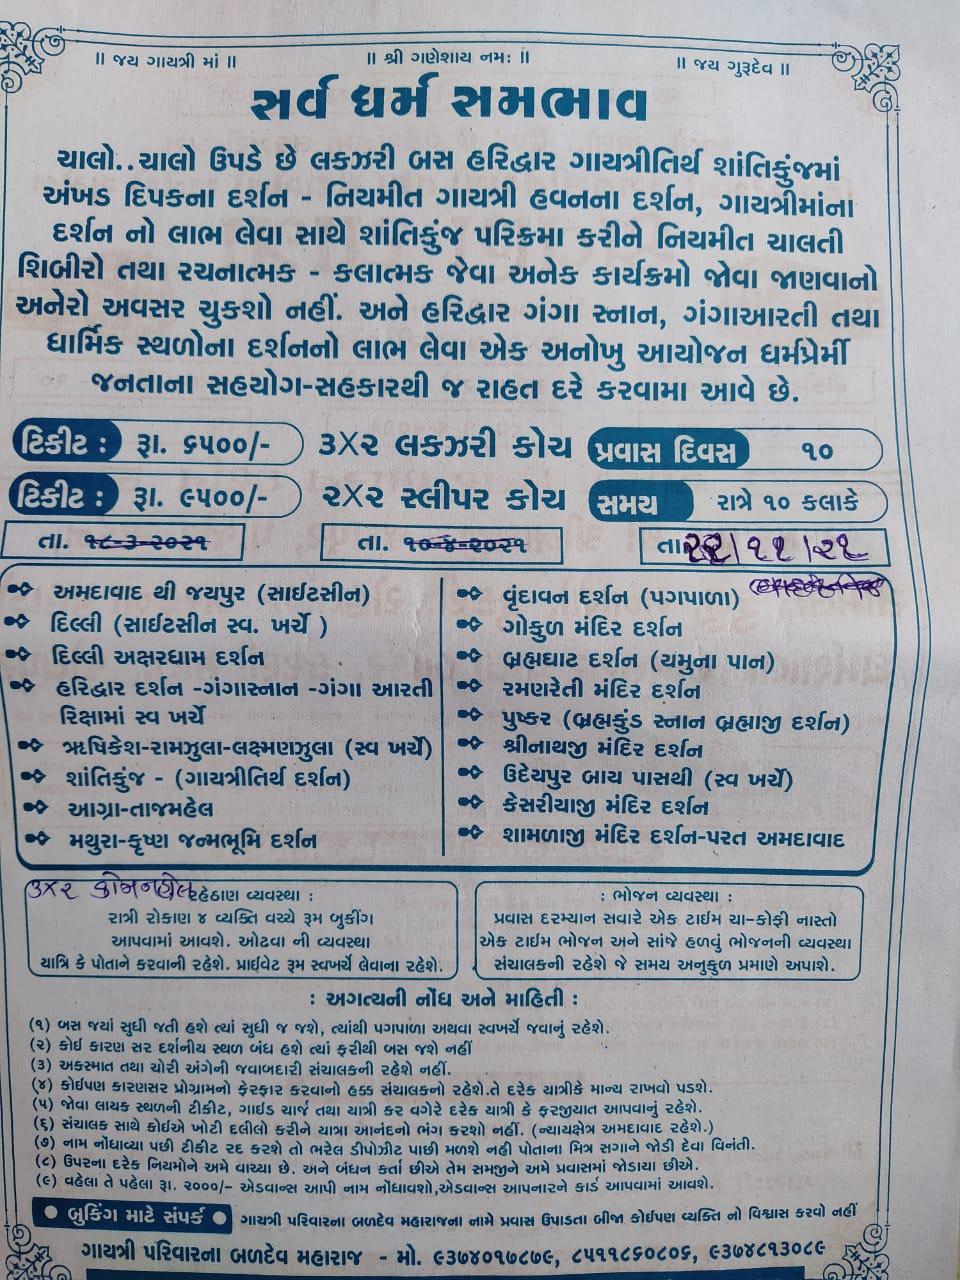 ॥ જય ગાયત્રી માં ॥
॥ શ્રી ગણેશાય નમઃ ॥
॥ જય ગુરૂદેવ ॥
સર્વ ધર્મ સમભાવ
ચાલો..ચાલો ઉપડે છે લકઝરી બસ હરિદ્વાર ગાયત્રીતિર્થ શાંતિકુંજમાં
અંખડ દિપકના દર્શન - નિયમીત ગાયત્રી હવનના દર્શન, ગાયત્રીમાંના
દર્શન નો લાભ લેવા સાથે શાંતિકુંજ પરિક્રમા કરીને નિયમીત ચાલતી
શિબીરો તથા રચનાત્મક - કલાત્મક જેવા અનેક કાર્યક્રમો જોવા જાણવાનો
અનેરો અવસર ચુકશો નહીં. અને હરિદ્વાર ગંગા સ્નાન, ગંગાઆરતી તથા
ધાર્મિક સ્થળોના દર્શનનો લાભ લેવા એક અનોખુ આયોજન ધર્મપ્રેમી
જનતાના સહયોગ-સહકારથી જ રાહત દરે કરવામા આવે છે.
ટિકીટ : રૂા. ૬૫૦૦/- ૩X૨ લકઝરી કોચ પ્રવાસ દિવસ ૧૦
ટિકીટ : રૂા. ૯૫૦૦/- ૨X૨ સ્લીપર કોચ સમય રાત્રે ૧૦ કલાકે
તા. ૧૮-૩-૨૦૨૧ તા. ૧૦-૪-૨૦૨૧ તા. ૨૨/૧૧/૨૧
અમદાવાદ થી જયપુર (સાઈટસીન)
દિલ્લી (સાઈટસીન સ્વ. ખર્ચે )
દિલ્લી અક્ષરધામ દર્શન
હરિદ્વાર દર્શન -ગંગાસ્નાન -ગંગા આરતી
રિક્ષામાં સ્વ ખર્ચે
ઋષિકેશ-રામઝુલા-લક્ષ્મણઝુલા (સ્વ ખર્ચે)
શાંતિકુંજ - (ગાયત્રીતિર્થ દર્શન)
આગ્રા-તાજમહેલ
મથુરા-કૃષ્ણ જન્મભૂમિ દર્શન
વૃંદાવન દર્શન (પગપાળા)
ગોકુળ મંદિર દર્શન
બ્રહ્મઘાટ દર્શન (યમુના પાન)
રમણરેતી મંદિર દર્શન
પુષ્કર (બ્રહ્મકુંડ સ્નાન બ્રહ્માજી દર્શન)
શ્રીનાથજી મંદિર દર્શન
ઉદેયપુર બાય પાસથી (સ્વ ખર્ચે)
કેસરીયાજી મંદિર દર્શન
શામળાજી મંદિર દર્શન-પરત અમદાવાદ
૩X૨ રહેઠાણ વ્યવસ્થા :
રાત્રી રોકાણ ૪ વ્યક્તિ વચ્ચે રૂમ બુકીંગ
આપવામાં આવશે. ઓટવા ની વ્યવસ્થા
યાત્રિ કે પોતાને કરવાની રહેશે. પ્રાઈવેટ રૂમ સ્વખર્ચે લેવાના રહેશે.
: ભોજન વ્યવસ્થા :
પ્રવાસ દરમ્યાન સવારે એક ટાઈમ ચા-કોફી નાસ્તો
એક ટાઈમ ભોજન અને સાંજે હળવું ભોજનની વ્યવસ્થા
સંચાલકની રહેશે જે સમય અનુકુળ પ્રમાણે અપાશે.
: અગત્યની નોંધ અને માહિતી :
(૧) બસ જયાં સુધી જતી હશે ત્યાં સુધી જ જશે, ત્યાંથી પગપાળા અથવા સ્વખર્ચે જવાનું રહેશે.
(૨) કોઈ કારણ સર દર્શનીય સ્થળ બંધ હશે ત્યાં ફરીથી બસ જશે નહીં
(૩) અકસ્માત તથા ચોરી અંગેની જવાબદારી સંચાલકની રહેશે નહીં.
(૪) કોઈપણ કારણસર પ્રોગ્રામનો ફેરફાર કરવાનો હક્ક સંચાલકનો રહેશે.તે દરેક યાત્રીકે માન્ય રાખવો પડશે.
(૫) જોવા લાયક સ્થળની ટીકીટ, ગાઈડ ચાર્જ તથા યાત્રી કર વગેરે દરેક યાત્રી કે ફરજીયાત આપવાનું રહેશે.
(૬) સંચાલક સાથે કોઈએ ખોટી દલીલો કરીને યાત્રા આનંદનો ભંગ કરશો નહીં. (ન્યાયક્ષેત્ર અમદાવાદ રહેશે.)
(૭) નામ નોંધાવ્યા પછી ટીકીટ રદ કરશે તો ભરેલ ડીપોઝીટ પાછી મળશે નહી પોતાના મિત્ર સગાને જોડી દેવા વિનંતી.
(૮) ઉપરના દરેક નિયમોને અમે વાચ્યા છે. અને બંધન કર્તા છીએ તેમ સમજીને અમે પ્રવાસમાં જોડાયા છીએ.
(૯) વહેલા તે પહેલા રૂા. ૨૦૦૦/- એડવાન્સ આપી નામ નોંધાવશો,એડવાન્સ આપનારને કાર્ડ આપવામાં આવશે.
બુકિંગ માટે સંપર્ક ગાયત્રી પરિવારના બળદેવ મહારાજના નામે પ્રવાસ ઉપાડતા બીજા કોઈપણ વ્યક્તિ નો વિશ્વાસ કરવો નહીં
ગાયત્રી પરિવારના બળદેવ મહારાજ - મો. ૯૩૭૪૦૧૭૮૭૯, ૮૫૧૧૮૬૦૮૦૬, ૯૩૭૪૮૧૩૦૮૯